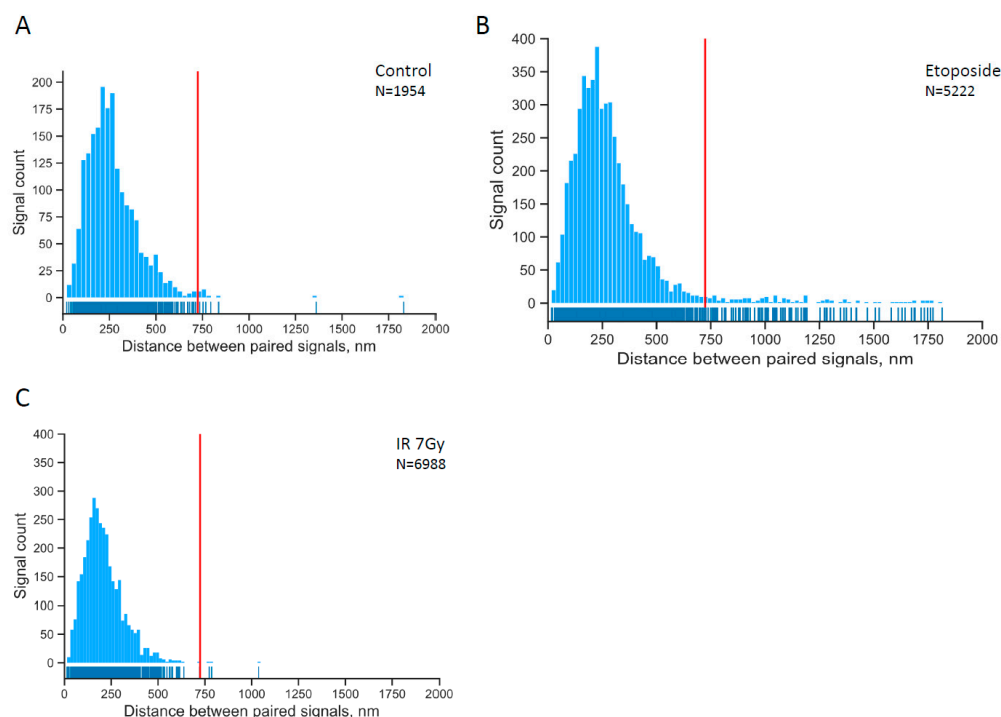 A
Control
N=1954
Signal count
200
175
150
125
100
75
50
25
0
0 250 500 750 1000 1250 1500 1750 2000
Distance between paired signals, nm
B
Etoposide
N=5222
Signal count
400
350
300
250
200
150
100
50
0
0 250 500 750 1000 1250 1500 1750 2000
Distance between paired signals, nm
C
IR 7Gy
N=6988
Signal count
400
350
300
250
200
150
100
50
0
0 250 500 750 1000 1250 1500 1750 2000
Distance between paired signals, nm